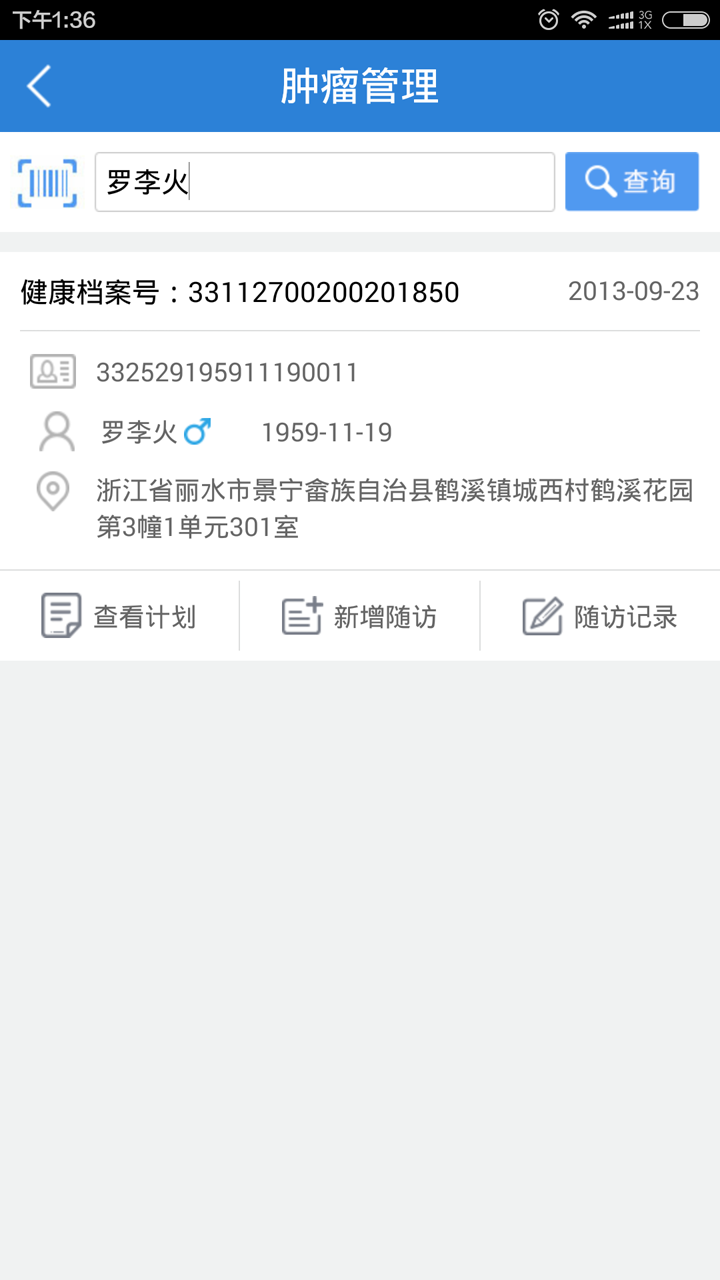 下午1:36
3G
1X
肿瘤管理
罗李火
查询
健康档案号：33112700200201850
2013-09-23
332529195911190011
罗李火♂ 1959-11-19
浙江省丽水市景宁畲族自治县鹤溪镇城西村鹤溪花园
第3幢1单元301室
查看计划
新增随访
随访记录